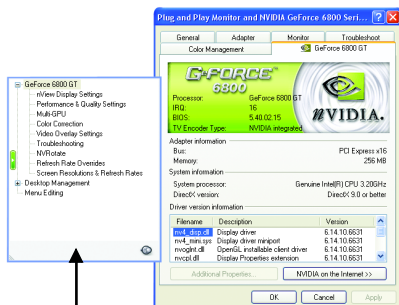 Plug and Play Monitor and NVIDIA GeForce 6800 Seri...
General
Adapter
Monitor
Troubleshoot
Color Management
GeForce 6800 GT
GeForce 6800 GT
nView Display Settings
Performance & Quality Settings
Multi-GPU
Color Correction
Video Overlay Settings
Troubleshooting
NVRotate
Refresh Rate Overrides
Screen Resolutions & Refresh Rates
Desktop Management
Menu Editing
GEFORCE
6800
NVIDIA.
Processor: GeForce 6800 GT
IRQ: 16
BIOS: 5.40.02.15
TV Encoder Type: NVIDIA integrated
Adapter information
Bus: PCI Express x16
Memory: 256 MB
System information
System processor: Genuine Intel(R) CPU 3.20GHz
DirectX version: DirectX 9.0 or better
Driver version information
Filename Description Version
nv4_disp.dll Display driver 6.14.10.6631
nv4_mini.sys Display driver miniport 6.14.10.6631
nvoglnt.dll OpenGL installable client driver 6.14.10.6631
nvcpl.dll Display Properties extension 6.14.10.6631
Additional Properties...
NVIDIA on the Internet >>
OK
Cancel
Apply